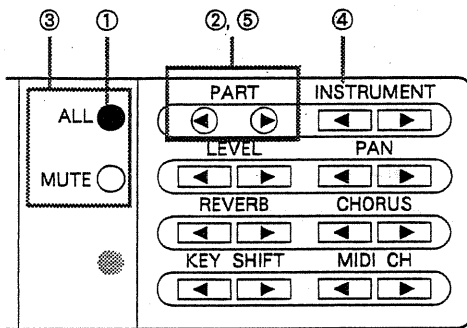 ③ ① ②, ⑤ ④
PART INSTRUMENT
ALL
LEVEL PAN
MUTE
REVERB CHORUS
KEY SHIFT MIDI CH